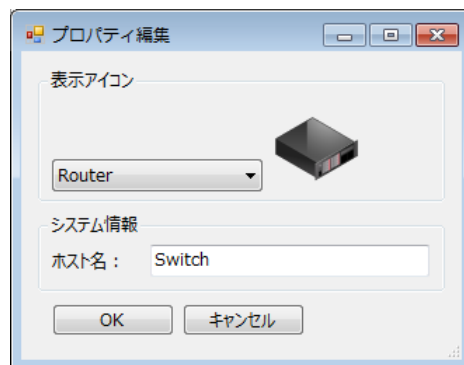 プロパティ編集
表示アイコン
Router
システム情報
ホスト名： Switch
OK キャンセル